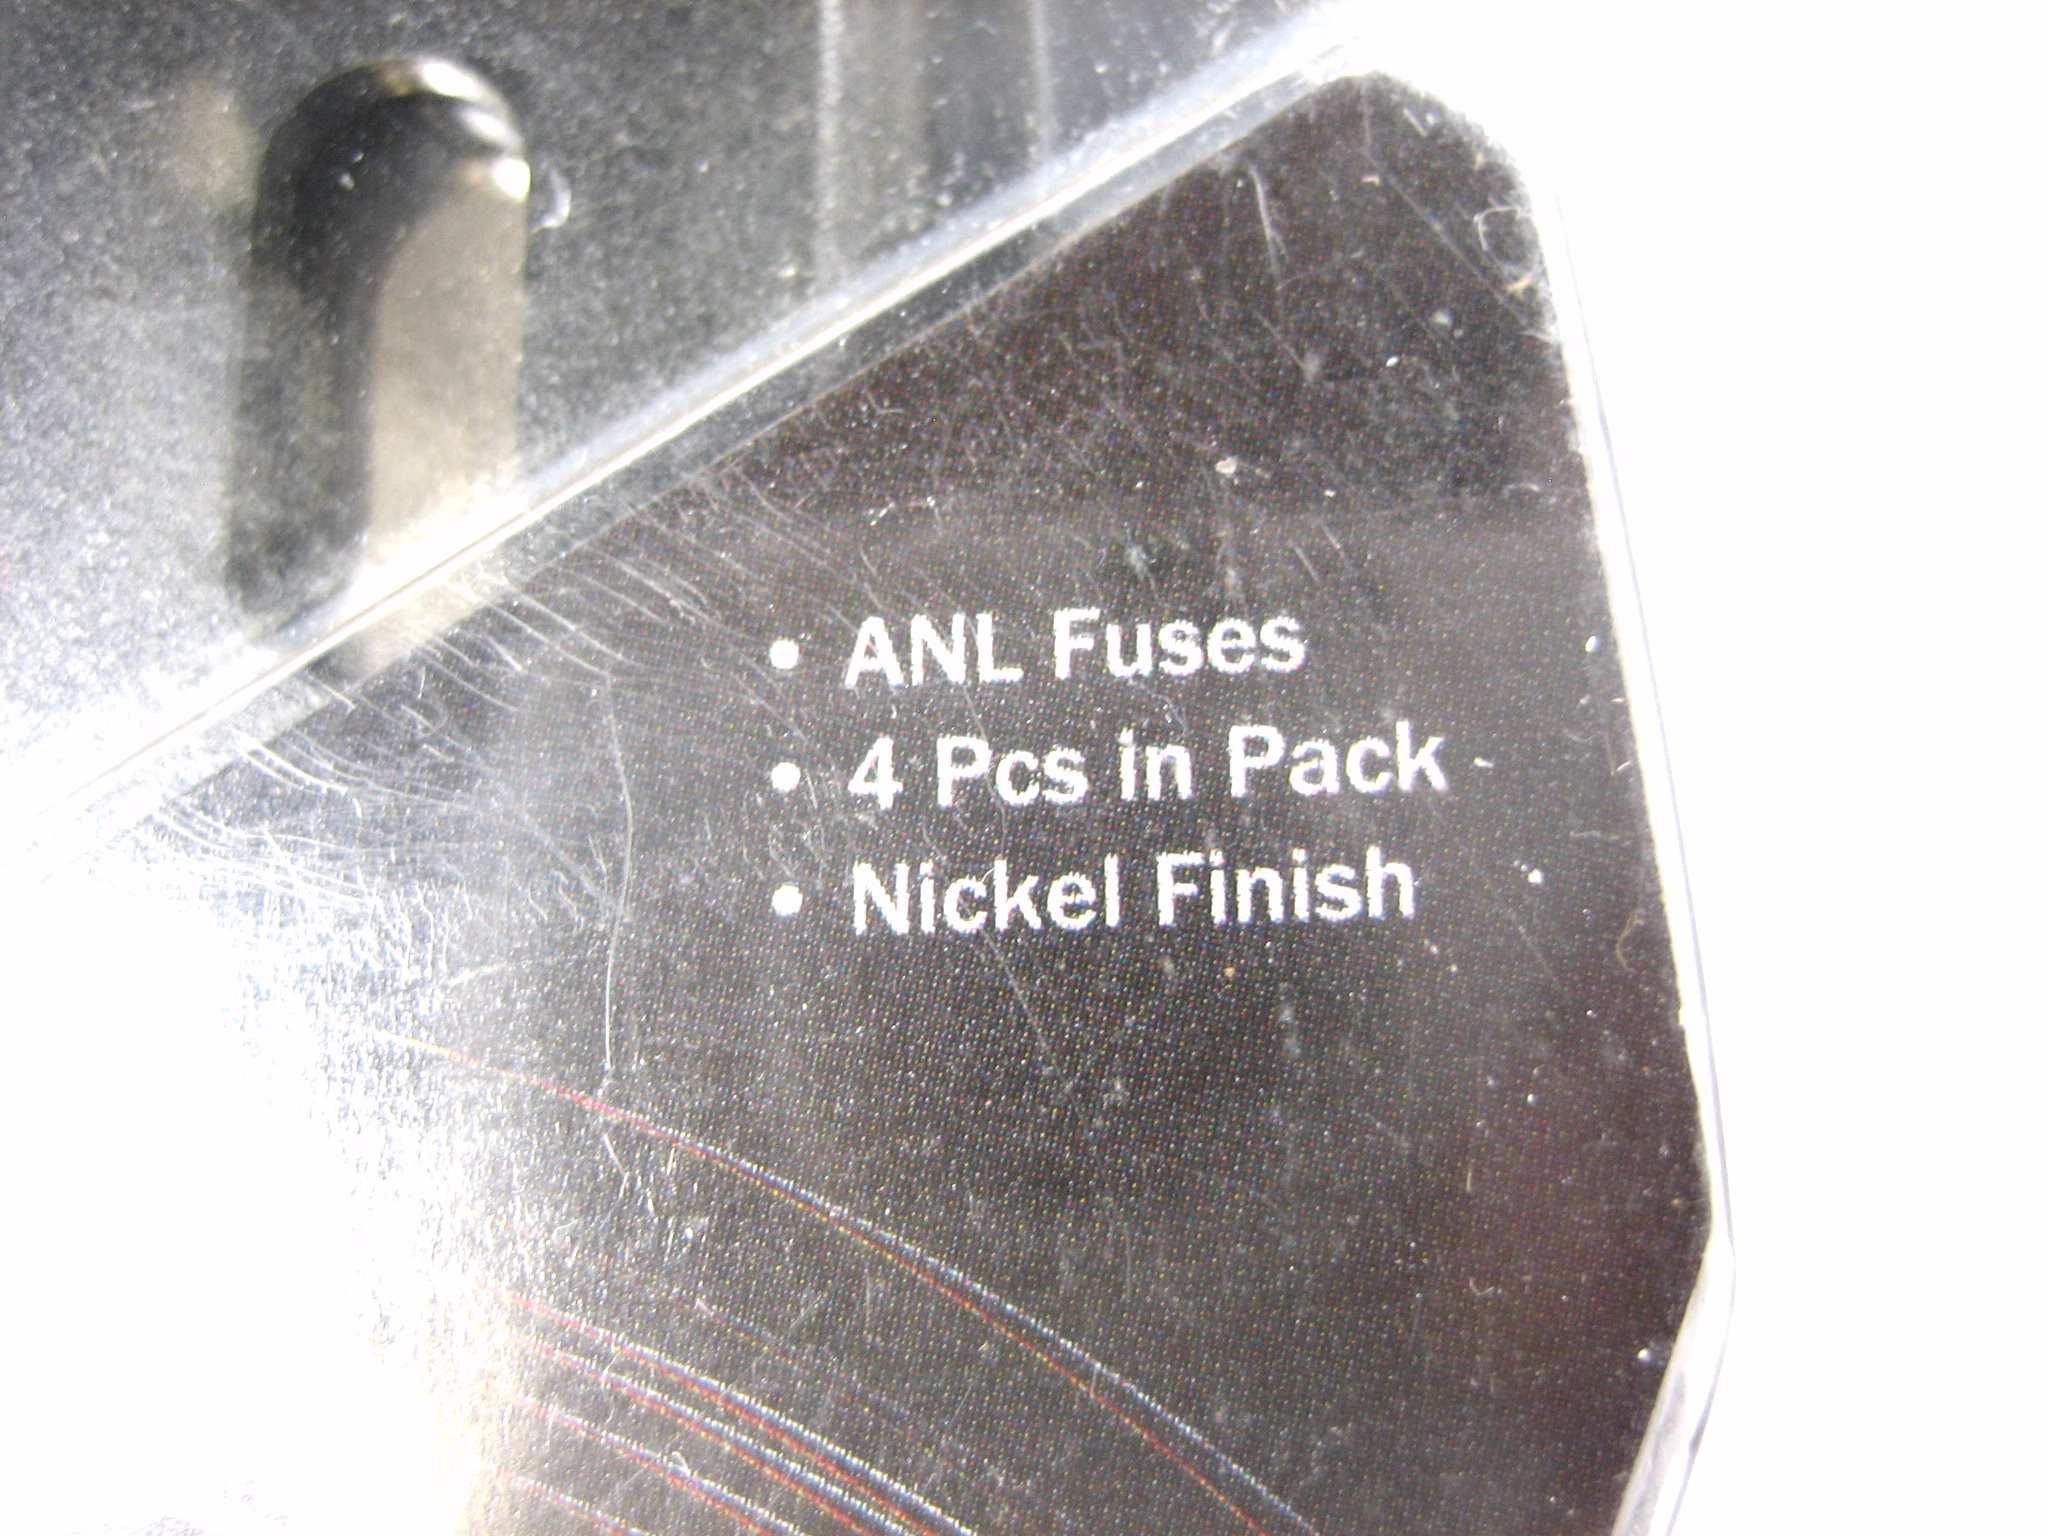 • ANL Fuses
• 4 Pcs in Pack
• Nickel Finish